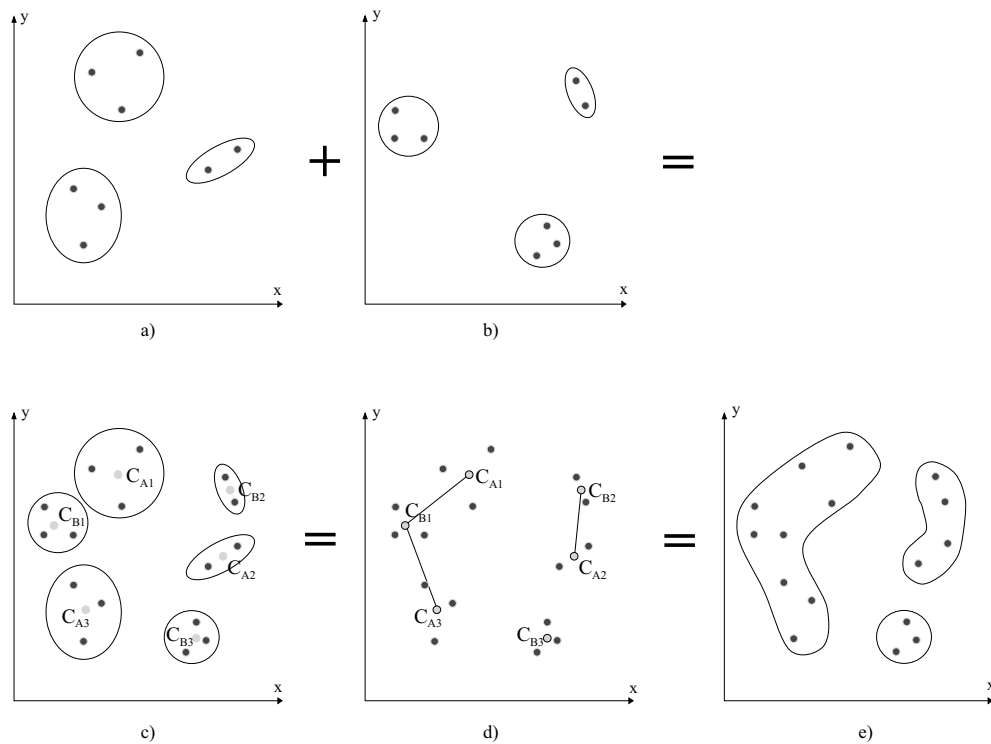 y
x
a)
+
y
x
b)
=
y
C_A1
C_B2
C_B1
C_A2
C_A3
C_B3
x
c)
=
y
C_A1
C_B2
C_B1
C_A2
C_A3
C_B3
x
d)
=
y
x
e)